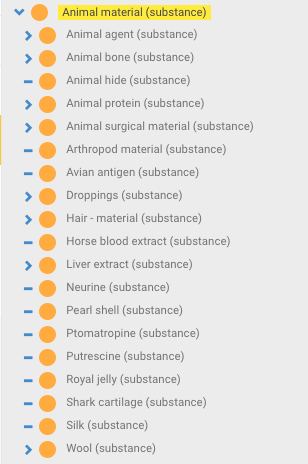 Animal material (substance)
Animal agent (substance)
Animal bone (substance)
Animal hide (substance)
Animal protein (substance)
Animal surgical material (substance)
Arthropod material (substance)
Avian antigen (substance)
Droppings (substance)
Hair - material (substance)
Horse blood extract (substance)
Liver extract (substance)
Neurine (substance)
Pearl shell (substance)
Ptomatropine (substance)
Putrescine (substance)
Royal jelly (substance)
Shark cartilage (substance)
Silk (substance)
Wool (substance)